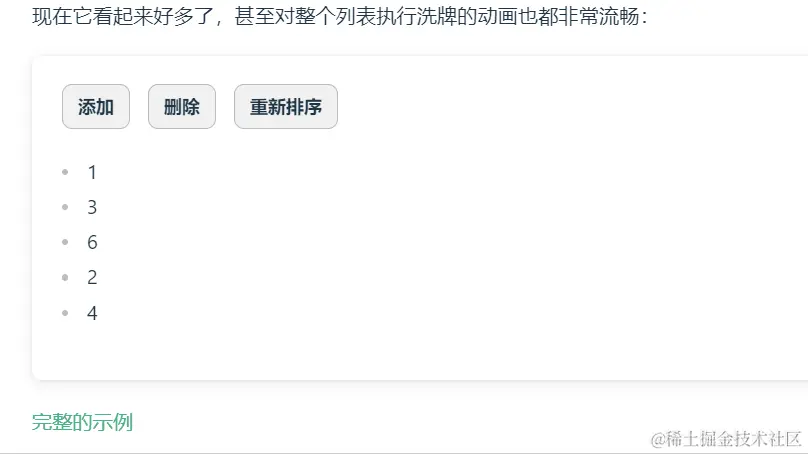 现在它看起来好多了，甚至对整个列表执行洗牌的动画也都非常流畅：
添加 删除 重新排序
1
3
6
2
4
完整的示例
@稀土掘金技术社区